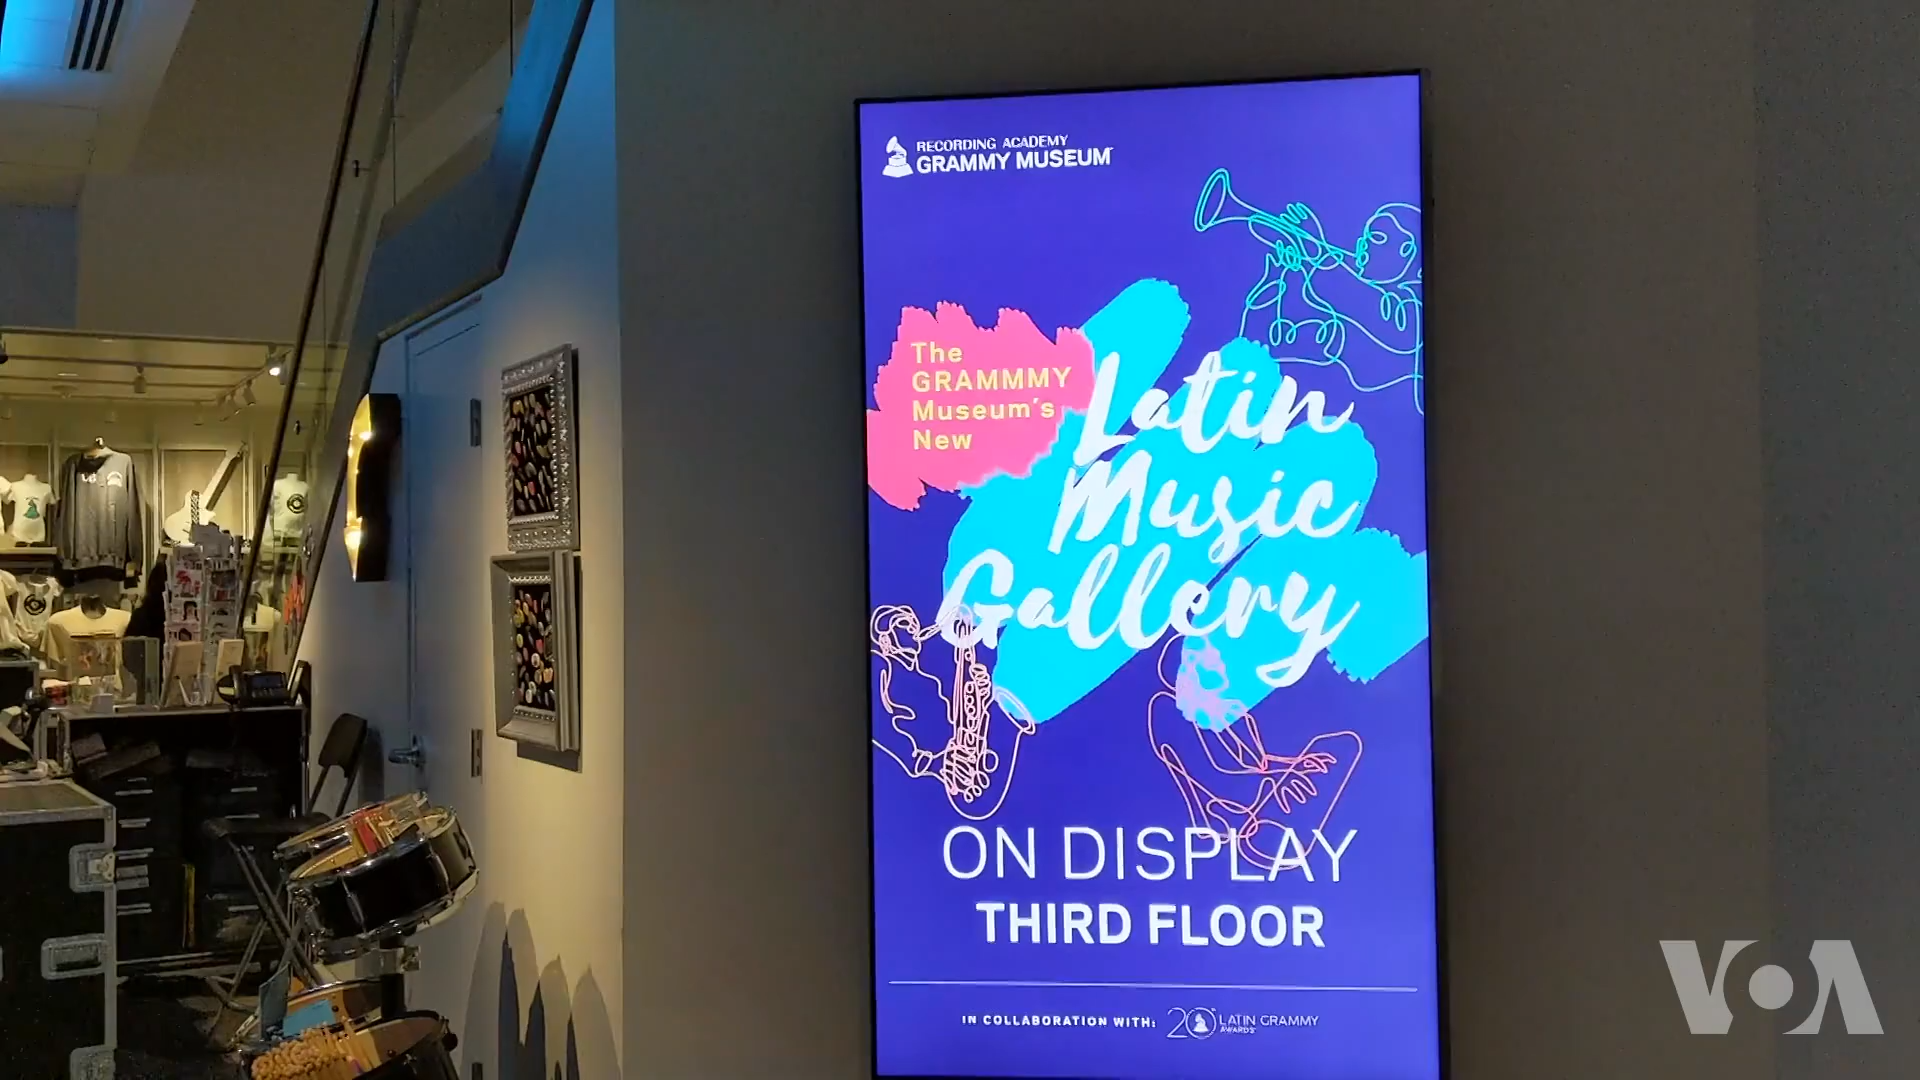 RECORDING ACADEMY
GRAMMY MUSEUM
The
GRAMMMY
Museum's
New
Latin
Music
Gallery
ON DISPLAY
THIRD FLOOR
IN COLLABORATION WITH:
20
LATIN GRAMMY
AWARDS
VOA